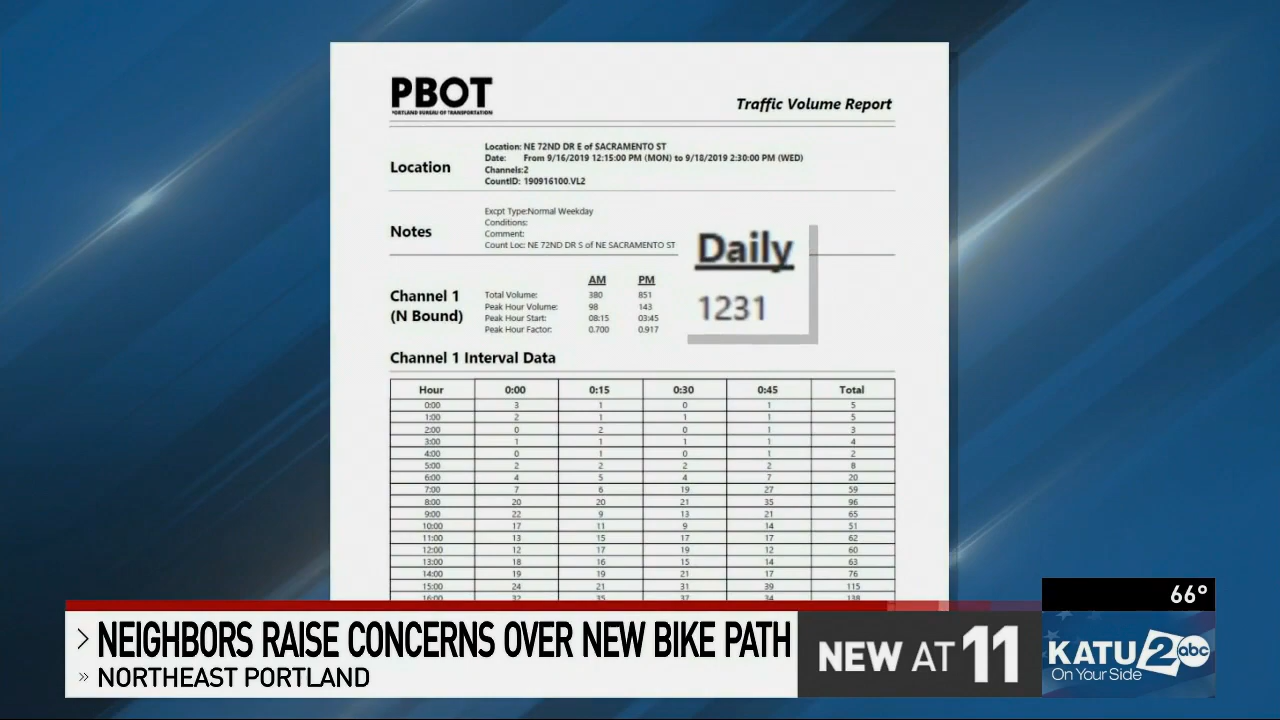 PBOT
PORTLAND BUREAU OF TRANSPORTATION
Traffic Volume Report
Location
Location: NE 72ND DR E of SACRAMENTO ST
Date: From 9/16/2019 12:15:00 PM (MON) to 9/18/2019 2:30:00 PM (WED)
Channels:2
CountID: 190916100.VL2
Notes
Excpt Type:Normal Weekday
Conditions:
Comment:
Count Loc: NE 72ND DR S of NE SACRAMENTO ST
Daily
1231
Channel 1
(N Bound)
AM PM
Total Volume: 380 851
Peak Hour Volume: 98 143
Peak Hour Start: 08:15 03:45
Peak Hour Factor: 0.700 0.917
Channel 1 Interval Data
Hour 0:00 0:15 0:30 0:45 Total
0:00 3 1 0 1 5
1:00 2 1 1 1 5
2:00 0 2 0 1 3
3:00 1 1 1 1 4
4:00 0 1 0 1 2
5:00 2 2 2 2 8
6:00 4 5 4 7 20
7:00 7 6 19 27 59
8:00 20 20 21 35 96
9:00 22 9 13 21 65
10:00 17 11 9 14 51
11:00 13 15 17 17 62
12:00 12 17 19 12 60
13:00 18 16 15 14 63
14:00 19 19 21 17 76
15:00 24 21 31 39 115
16:00 32 35 37 34 138
66°
> NEIGHBORS RAISE CONCERNS OVER NEW BIKE PATH
» NORTHEAST PORTLAND
NEW AT 11
KATU 2 abc
On Your Side